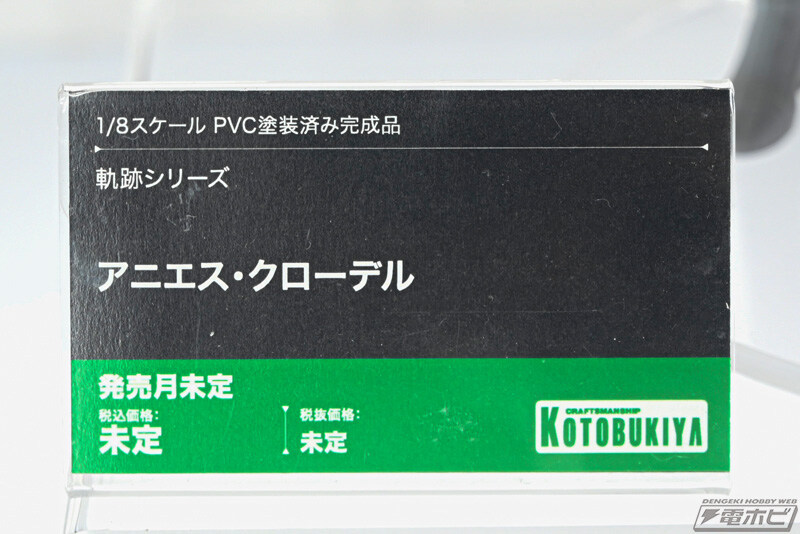 1/8スケール PVC塗装済み完成品
軌跡シリーズ
アニエス・クローデル
発売月未定
税込価格:
未定
税抜価格:
未定
CRAFTSMANSHIP
KOTOBUKIYA
DENGEKI HOBBY WEB
電ホビ